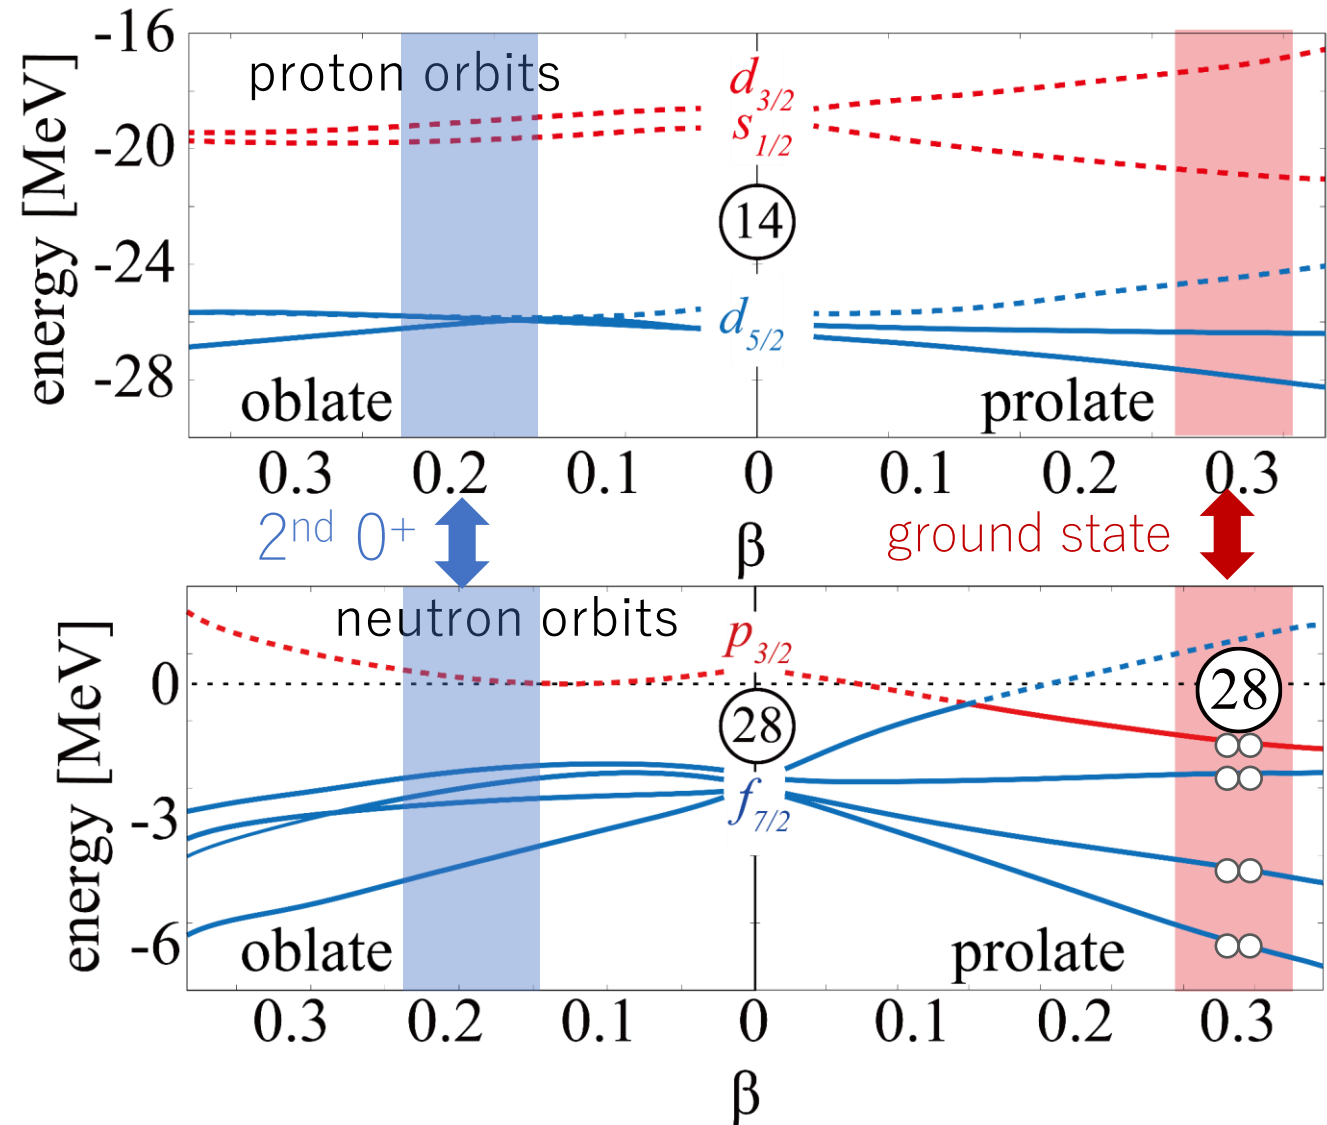 proton orbits
energy [MeV]
-16
-20
-24
-28
d3/2
s1/2
14
d5/2
oblate
prolate
0.3 0.2 0.1 0 0.1 0.2 0.3
β
2nd 0+
ground state
neutron orbits
energy [MeV]
0
-3
-6
p3/2
28
28
f7/2
oblate
prolate
0.3 0.2 0.1 0 0.1 0.2 0.3
β